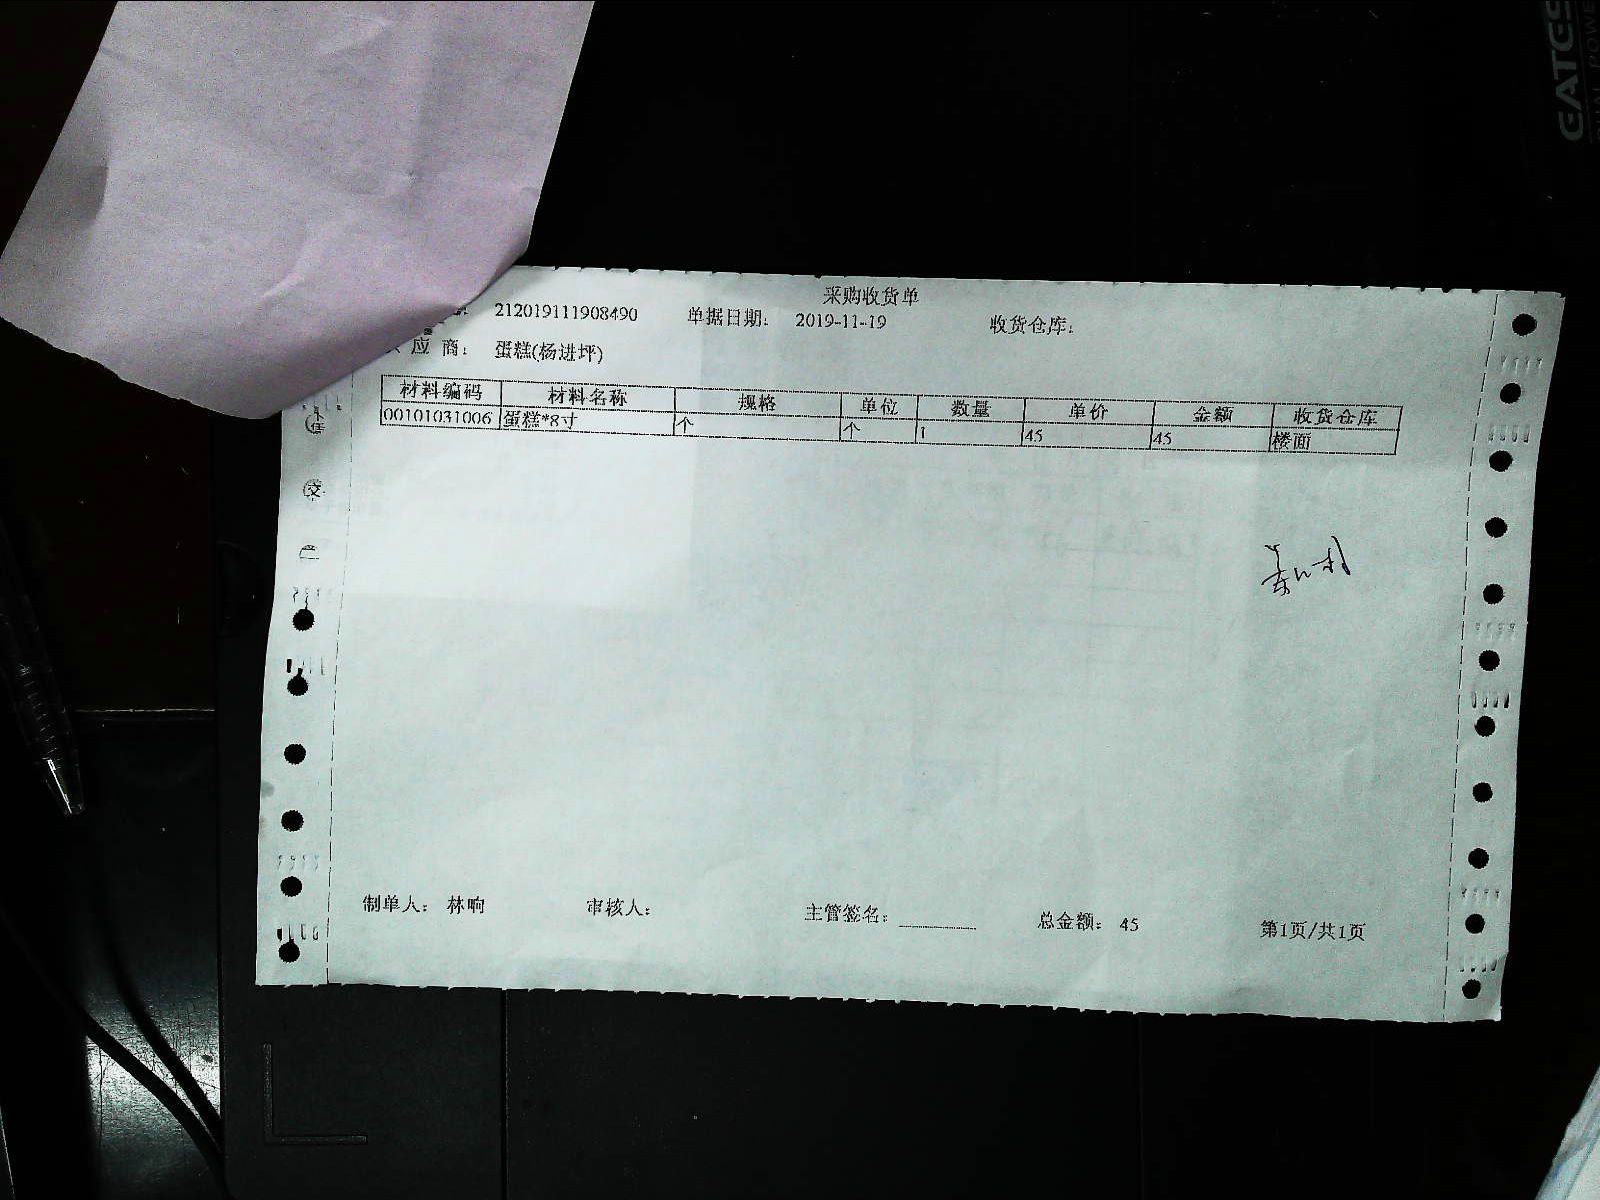 采购收货单
212019111908490 单据日期： 2019-11-19 收货仓库：
应 商： 蛋糕(杨进坪)
材料编码 材料名称 规格 单位 数量 单价 金额 收货仓库
00101031006 蛋糕*8寸 个 个 1 45 45 楼面
制单人： 林响 审核人： 主管签名： 总金额： 45 第1页/共1页
GATES